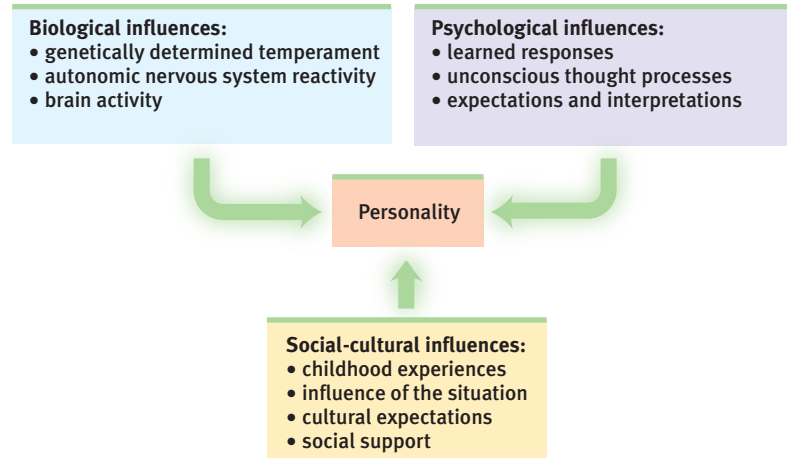 Biological influences:
• genetically determined temperament
• autonomic nervous system reactivity
• brain activity
Psychological influences:
• learned responses
• unconscious thought processes
• expectations and interpretations
Personality
Social-cultural influences:
• childhood experiences
• influence of the situation
• cultural expectations
• social support